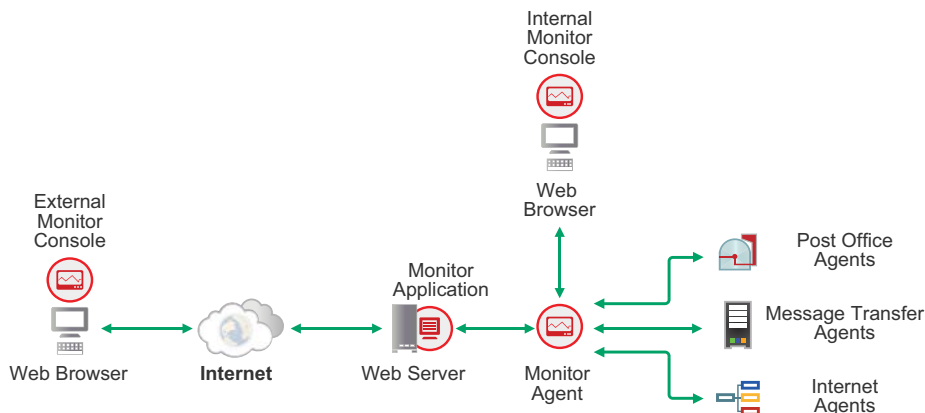 Internal
Monitor
Console
Web
Browser
External
Monitor
Console
Web Browser
Internet
Monitor
Application
Web Server
Monitor
Agent
Post Office
Agents
Message Transfer
Agents
Internet
Agents